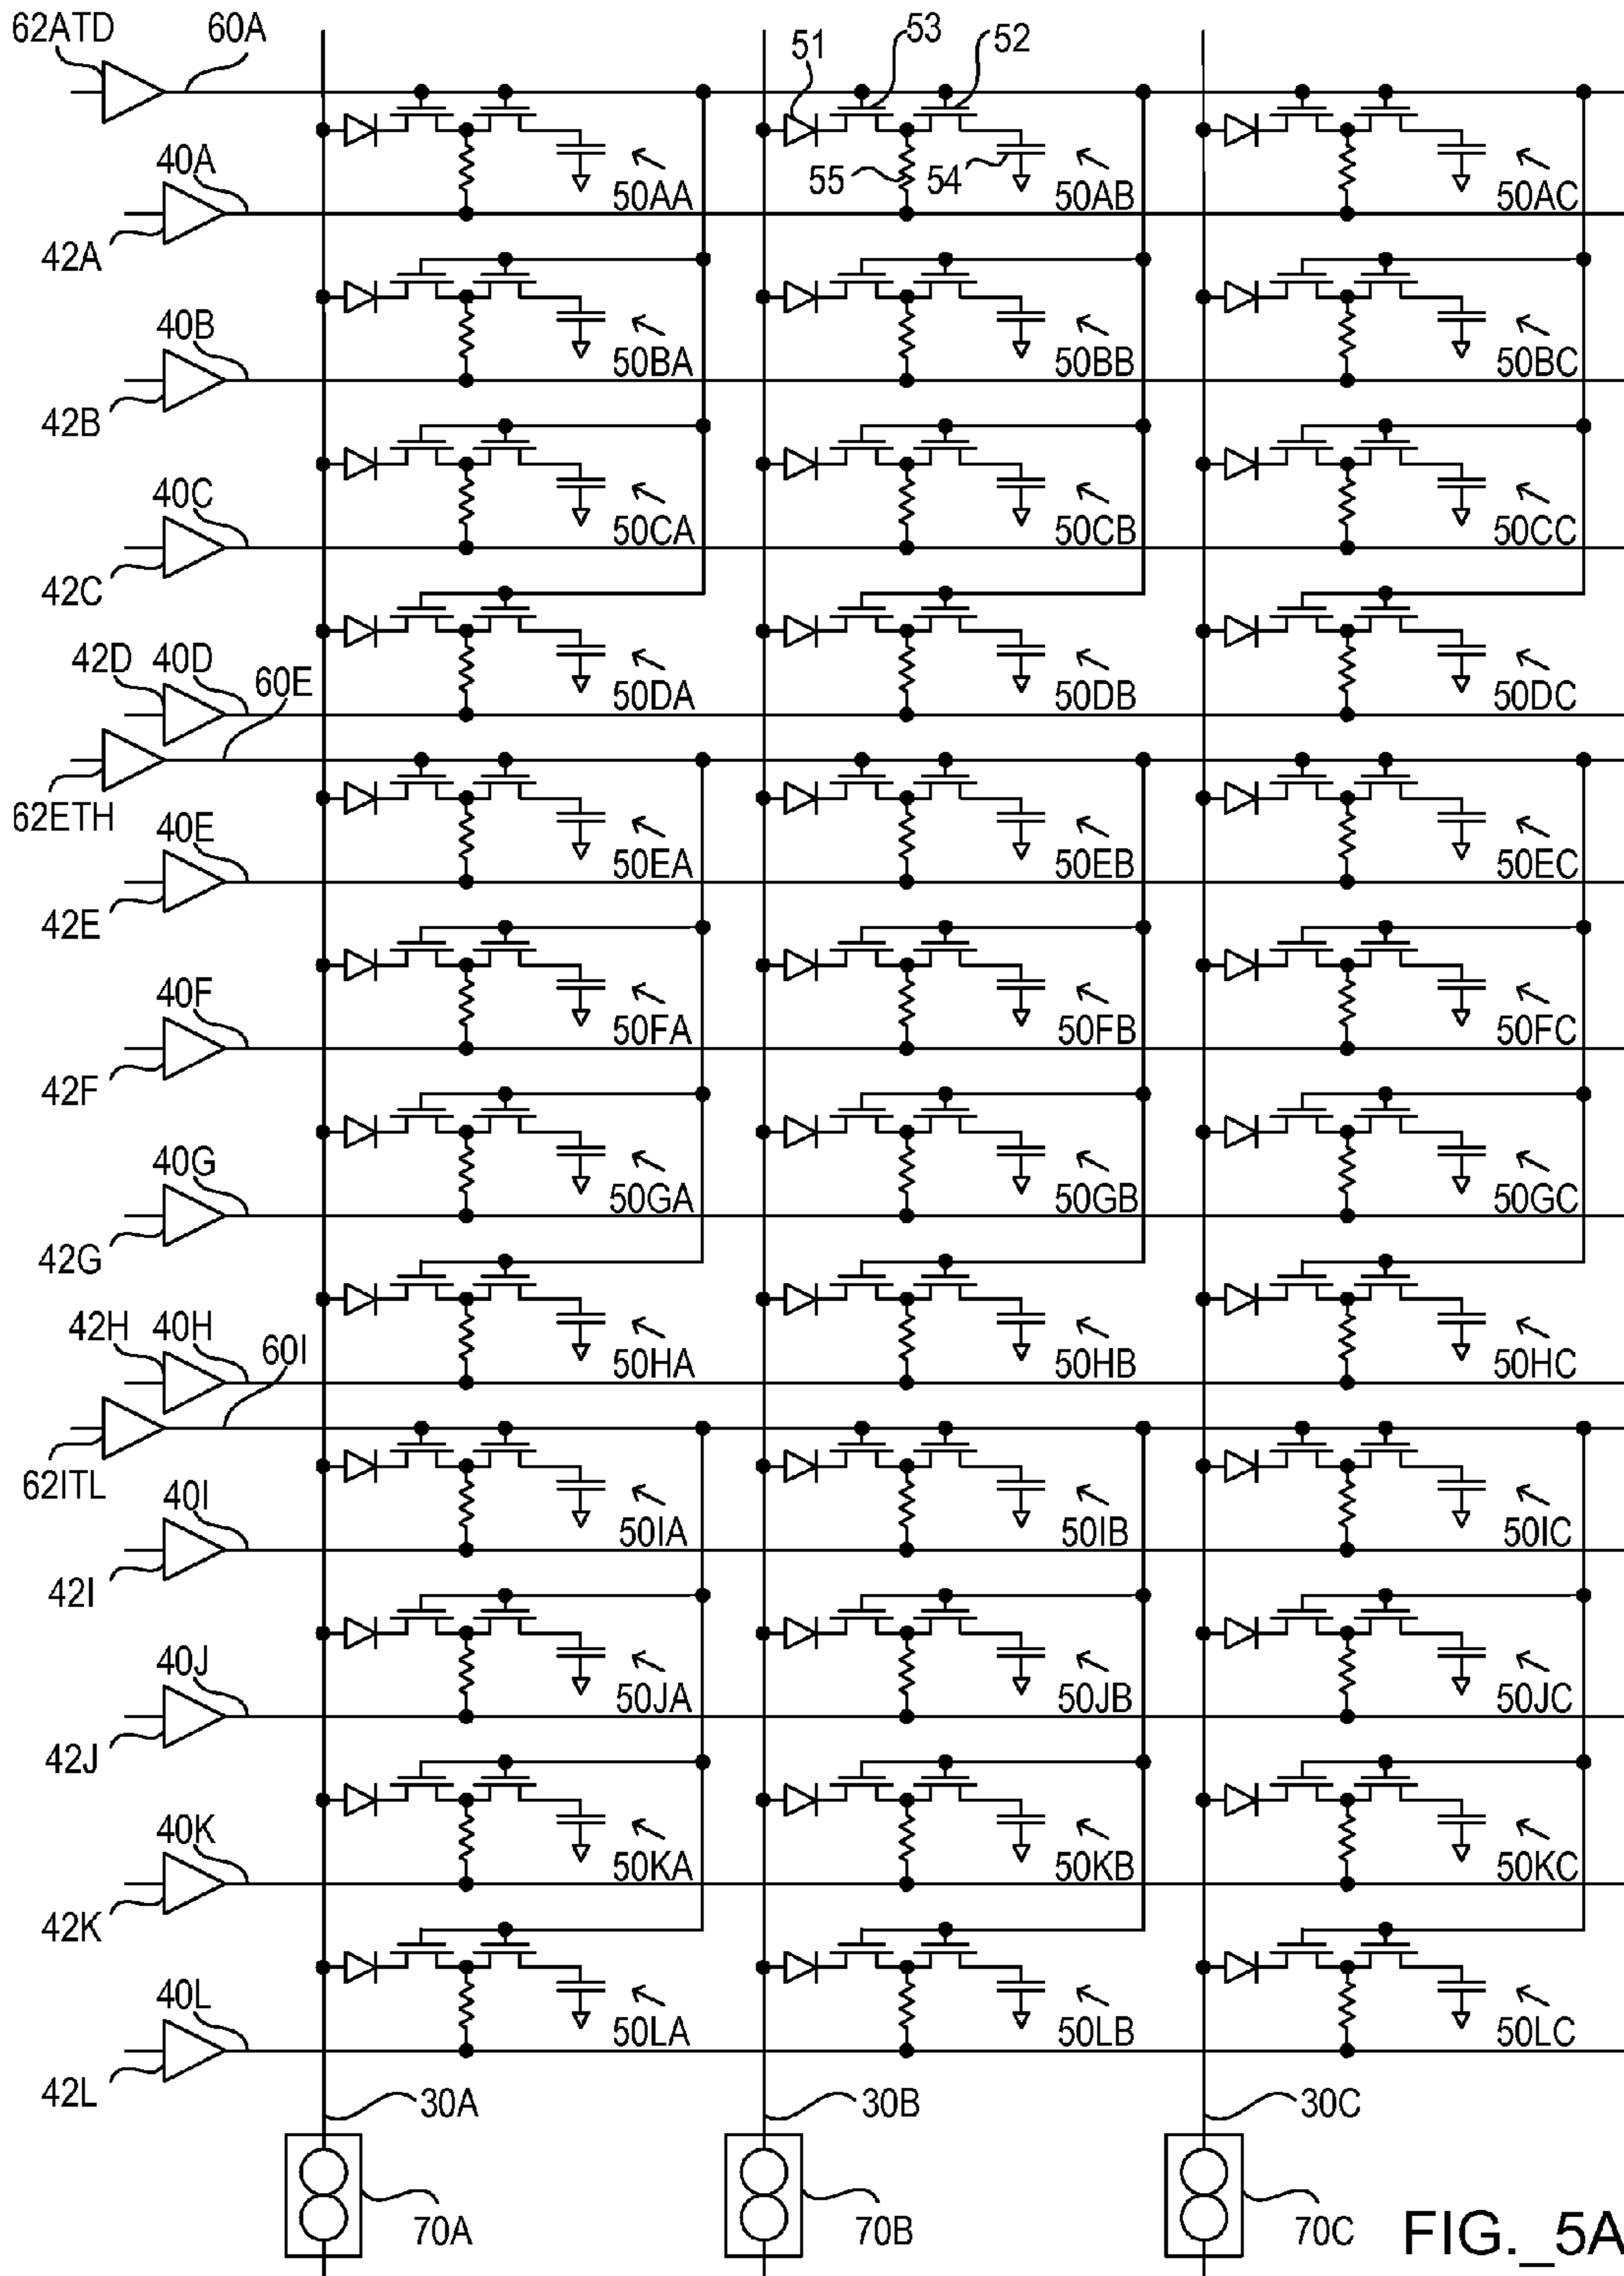 62ATD 60A 51 53 52
40A 55 54 50AA 50AB 50AC
42A
40B 50BA 50BB 50BC
42B
40C 50CA 50CB 50CC
42C
42D 40D 60E 50DA 50DB 50DC
62ETH
40E 50EA 50EB 50EC
42E
40F 50FA 50FB 50FC
42F
40G 50GA 50GB 50GC
42G
42H 40H 60I 50HA 50HB 50HC
62ITL
40I 50IA 50IB 50IC
42I
40J 50JA 50JB 50JC
42J
40K 50KA 50KB 50KC
42K
40L 50LA 50LB 50LC
42L
30A 30B 30C
70A 70B 70C
FIG._5A